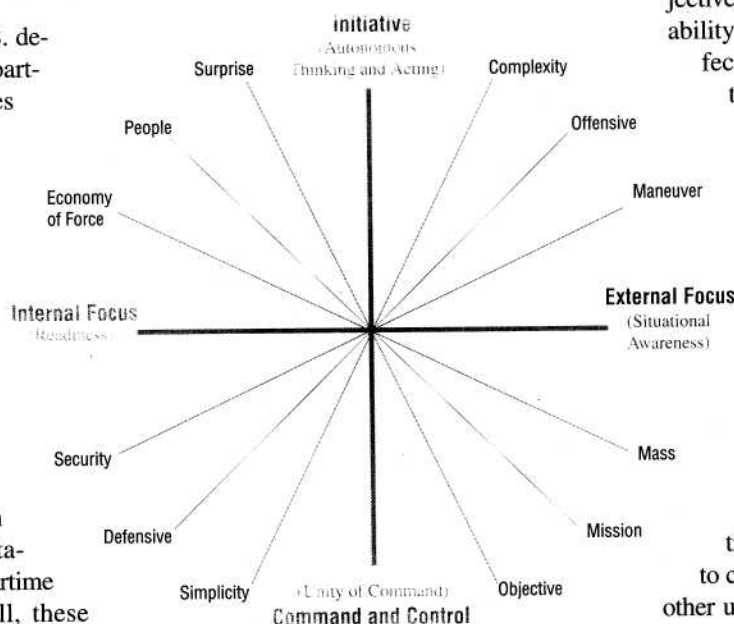 jective
ability
fec
t
. de-
part-
es
initiative
(Autonomous
Thinking and Acting)
Surprise
Complexity
People
Offensive
Economy
of Force
Maneuver
Internal Focus
(Readiness)
External Focus
(Situational
Awareness)
Security
Mass
Defensive
Mission
Simplicity
Objective
(Unity of Command)
Command and Control
ta-
rtime
ll, these
to c
other u